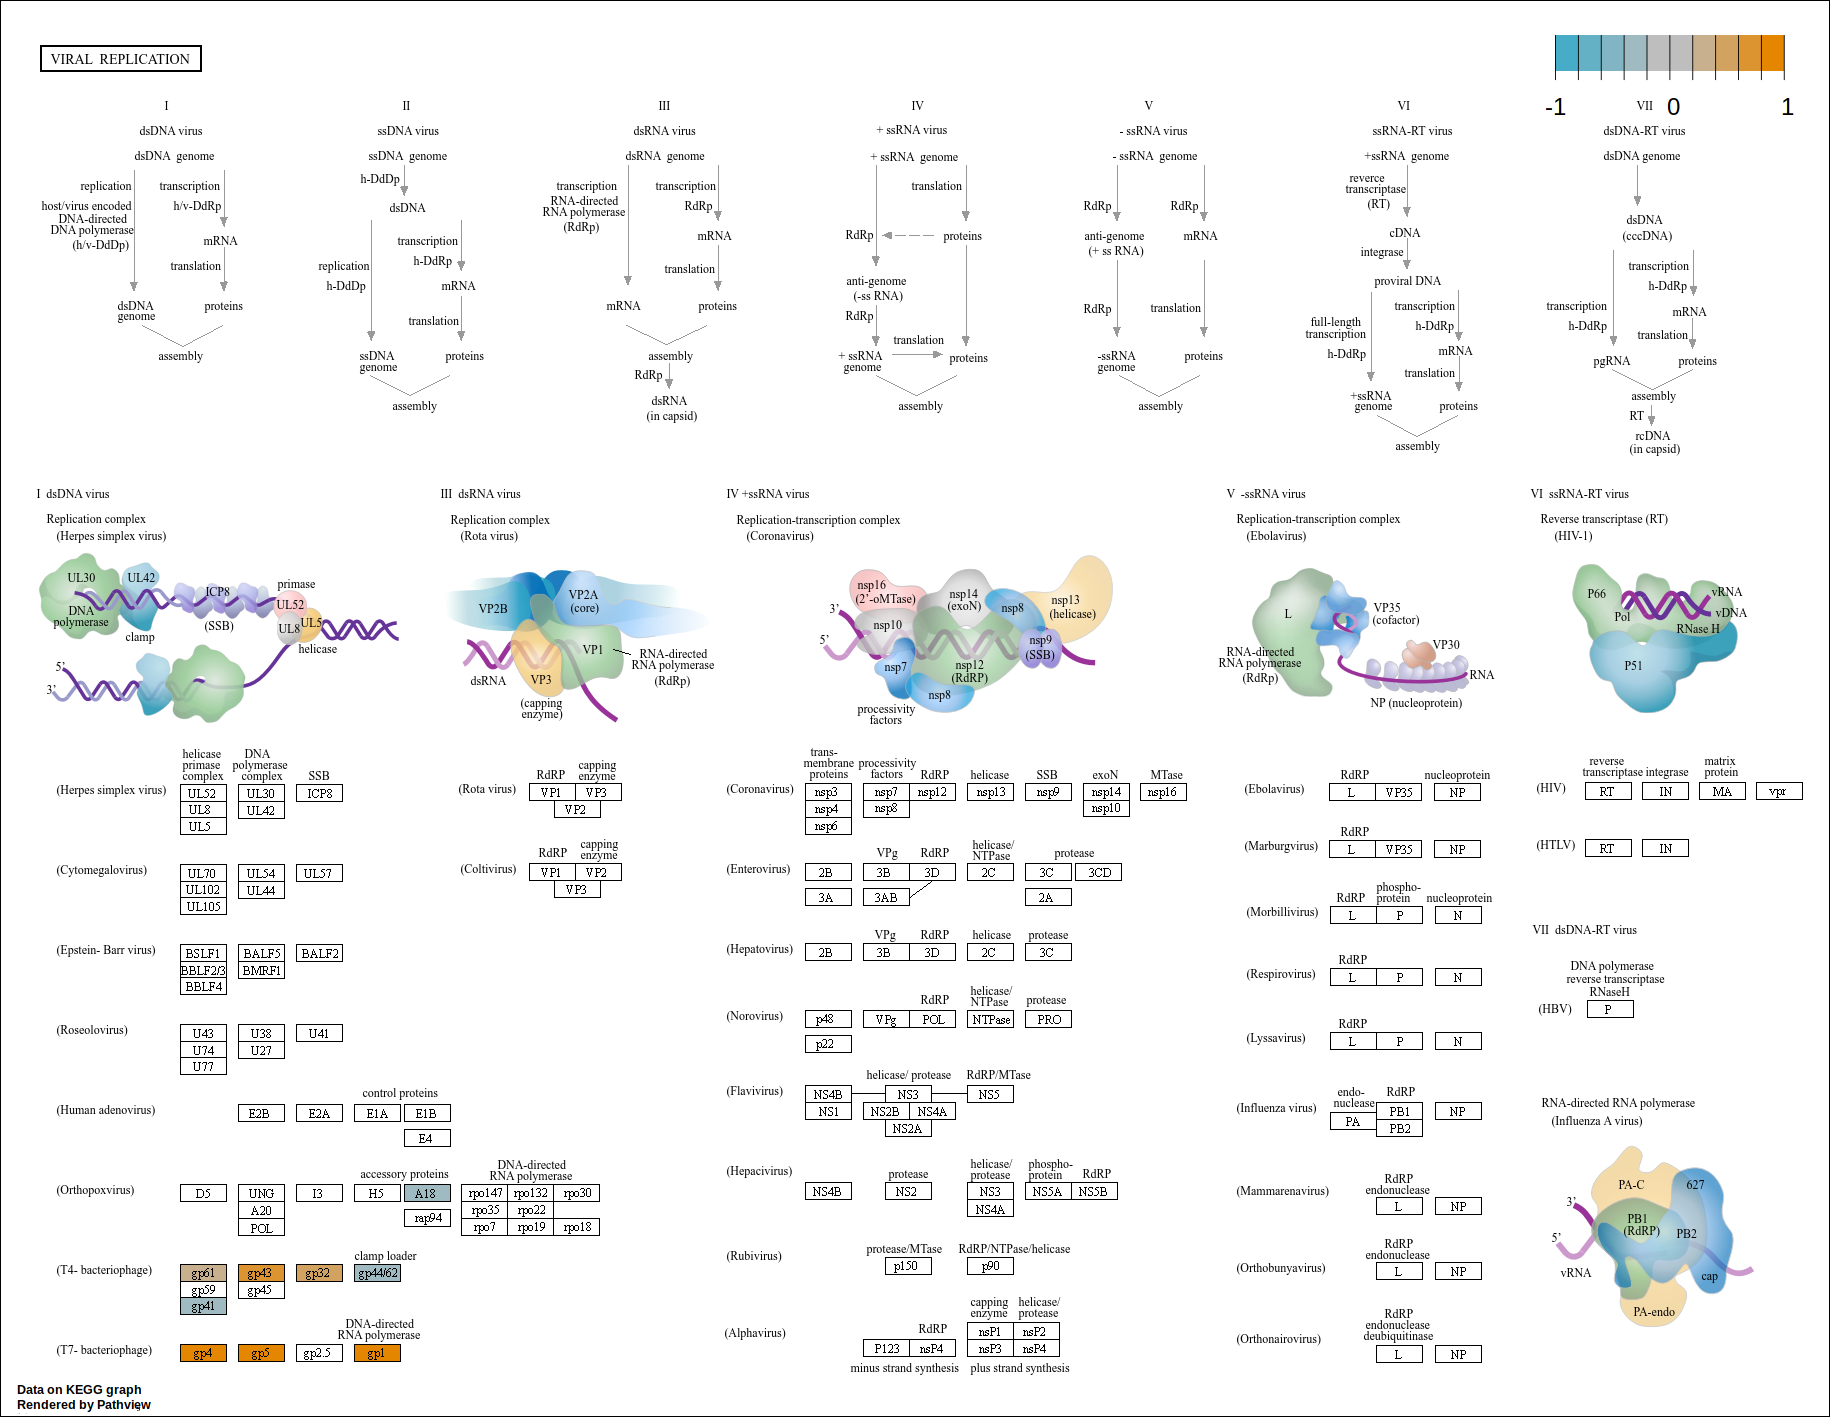 VIRAL REPLICATION
-1
0
1
I
dsDNA virus
dsDNA genome
replication
transcription
host/virus encoded
DNA-directed
DNA polymerase
(h/v-DdDp)
h/v-DdRp
mRNA
translation
dsDNA
genome
proteins
assembly
II
ssDNA virus
ssDNA genome
h-DdDp
dsDNA
transcription
h-DdRp
replication
h-DdDp
mRNA
translation
ssDNA
genome
proteins
assembly
III
dsRNA virus
dsRNA genome
transcription
RNA-directed
RNA polymerase
(RdRp)
transcription
RdRp
mRNA
translation
mRNA
proteins
assembly
RdRp
dsRNA
(in capsid)
IV
+ ssRNA virus
+ ssRNA genome
translation
RdRp
proteins
anti-genome
(-ss RNA)
RdRp
translation
+ ssRNA
genome
proteins
assembly
V
- ssRNA virus
- ssRNA genome
RdRp
RdRp
anti-genome
(+ ss RNA)
mRNA
RdRp
translation
-ssRNA
genome
proteins
assembly
VI
ssRNA-RT virus
+ssRNA genome
reverce
transcriptase
(RT)
cDNA
integrase
proviral DNA
transcription
h-DdRp
full-length
transcription
h-DdRp
mRNA
translation
+ssRNA
genome
proteins
assembly
VII
dsDNA-RT virus
dsDNA genome
dsDNA
(cccDNA)
transcription
h-DdRp
transcription
h-DdRp
mRNA
translation
pgRNA
proteins
assembly
RT
rcDNA
(in capsid)
I dsDNA virus
Replication complex
(Herpes simplex virus)
UL30
UL42
ICP8
primase
UL52
DNA
polymerase
clamp
(SSB)
UL8
UL5
helicase
5'
3'
III dsRNA virus
Replication complex
(Rota virus)
VP2B
VP2A
(core)
VP1
RNA-directed
RNA polymerase
(RdRp)
dsRNA
VP3
(capping
enzyme)
IV +ssRNA virus
Replication-transcription complex
(Coronavirus)
nsp16
(2'-oMTase)
nsp14
(exoN)
nsp8
nsp13
(helicase)
3'
5'
nsp10
nsp9
(SSB)
nsp7
nsp12
(RdRP)
nsp8
processivity
factors
V -ssRNA virus
Replication-transcription complex
(Ebolavirus)
L
VP35
(cofactor)
RNA-directed
RNA polymerase
(RdRp)
VP30
RNA
NP (nucleoprotein)
VI ssRNA-RT virus
Reverse transcriptase (RT)
(HIV-1)
P66
vRNA
vDNA
Pol
RNase H
P51
helicase
primase
complex
DNA
polymerase
complex
SSB
(Herpes simplex virus)
UL52 UL30 ICP8
UL8 UL42
UL5
(Cytomegalovirus)
UL70 UL54 UL57
UL102 UL44
UL105
(Epstein- Barr virus)
BSLF1 BALF5 BALF2
BBLF2/3 BMRF1
BBLF4
(Roseolovirus)
U43 U38 U41
U74 U27
U77
control proteins
(Human adenovirus)
E2B E2A E1A E1B
E4
accessory proteins
DNA-directed
RNA polymerase
(Orthopoxvirus)
D5 UNG I3 H5 A18 rpo147 rpo132 rpo30
A20 rap94 rpo35 rpo22
POL rpo7 rpo19 rpo18
clamp loader
(T4- bacteriophage)
gp61 gp43 gp32 gp44/62
gp59 gp45
gp41
DNA-directed
RNA polymerase
(T7- bacteriophage)
gp4 gp5 gp2.5 gp1
RdRP
capping
enzyme
(Rota virus)
VP1 VP3
VP2
RdRP
capping
enzyme
(Coltivirus)
VP1 VP2
VP3
trans-
membrane
proteins
processivity
factors
RdRP helicase SSB exoN MTase
(Coronavirus)
nsp3 nsp7 nsp12 nsp13 nsp9 nsp14 nsp16
nsp4 nsp8 nsp10
nsp6
VPg RdRP
helicase/
NTPase
protease
(Enterovirus)
2B 3B 3D 2C 3C 3CD
3A 3AB 2A
VPg RdRP helicase protease
(Hepatovirus)
2B 3B 3D 2C 3C
RdRP
helicase/
NTPase
protease
(Norovirus)
p48 VPg POL NTPase PRO
p22
helicase/ protease RdRP/MTase
(Flavivirus)
NS4B NS3 NS5
NS1 NS2B NS4A
NS2A
protease
helicase/
protease
phospho-
protein
RdRP
(Hepacivirus)
NS4B NS2 NS3 NS5A NS5B
NS4A
protease/MTase RdRP/NTPase/helicase
(Rubivirus)
p150 p90
RdRP
capping
enzyme
helicase/
protease
(Alphavirus)
nsP1 nsP2
P123 nsP4 nsP3 nsP4
minus strand synthesis plus strand synthesis
RdRP nucleoprotein
(Ebolavirus)
L VP35 NP
RdRP
(Marburgvirus)
L VP35 NP
RdRP
phospho-
protein
nucleoprotein
(Morbillivirus)
L P N
RdRP
(Respirovirus)
L P N
RdRP
(Lyssavirus)
L P N
endo-
nuclease
RdRP
(Influenza virus)
PA PB1 NP
PB2
RdRP
endonuclease
(Mammarenavirus)
L NP
RdRP
endonuclease
(Orthobunyavirus)
L NP
RdRP
endonuclease
deubiquitinase
(Orthonairovirus)
L NP
reverse
transcriptase
integrase
matrix
protein
(HIV)
RT IN MA vpr
(HTLV)
RT IN
VII dsDNA-RT virus
DNA polymerase
reverse transcriptase
RNaseH
(HBV)
P
RNA-directed RNA polymerase
(Influenza A virus)
PA-C
627
3'
PB1
(RdRP)
PB2
5'
vRNA
cap
PA-endo
Data on KEGG graph
Rendered by Pathview